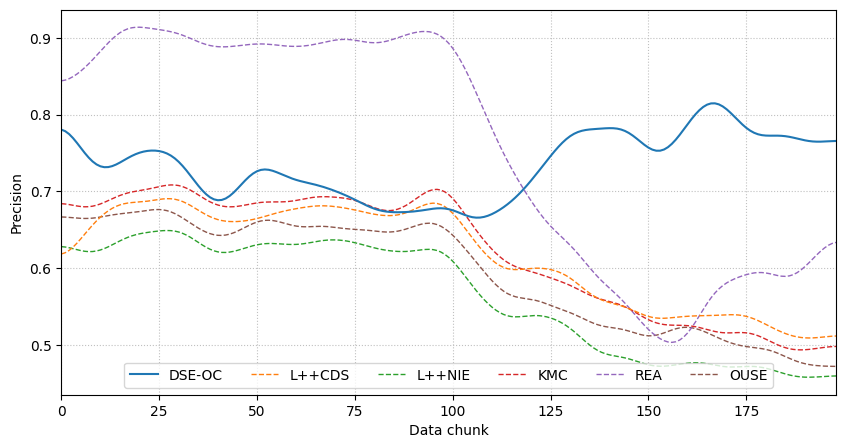 0.9
0.8
0.7
0.6
0.5
Precision
DSE-OC L++CDS L++NIE KMC REA OUSE
0 25 50 75 100 125 150 175
Data chunk